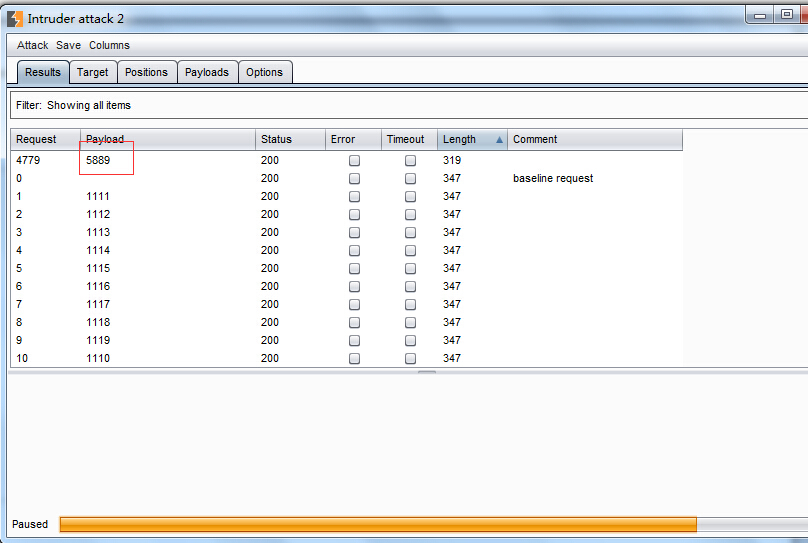 Intruder attack 2
Attack Save Columns
Results Target Positions Payloads Options
Filter: Showing all items
Request Payload Status Error Timeout Length Comment
4779 5889 200 319
0 200 347 baseline request
1 1111 200 347
2 1112 200 347
3 1113 200 347
4 1114 200 347
5 1115 200 347
6 1116 200 347
7 1117 200 347
8 1118 200 347
9 1119 200 347
10 1110 200 347
Paused